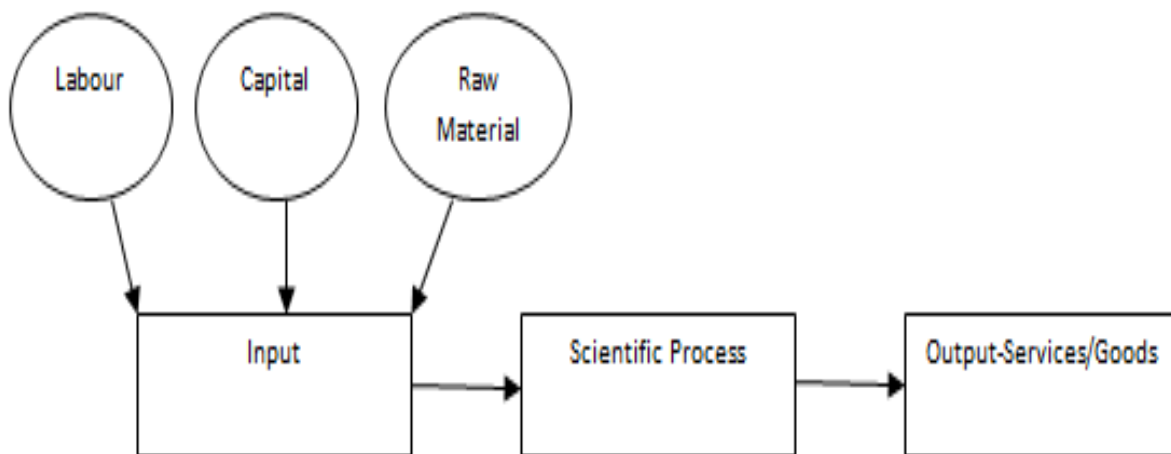 Labour
Capital
Raw
Material
Input
Scientific Process
Output-Services/Goods